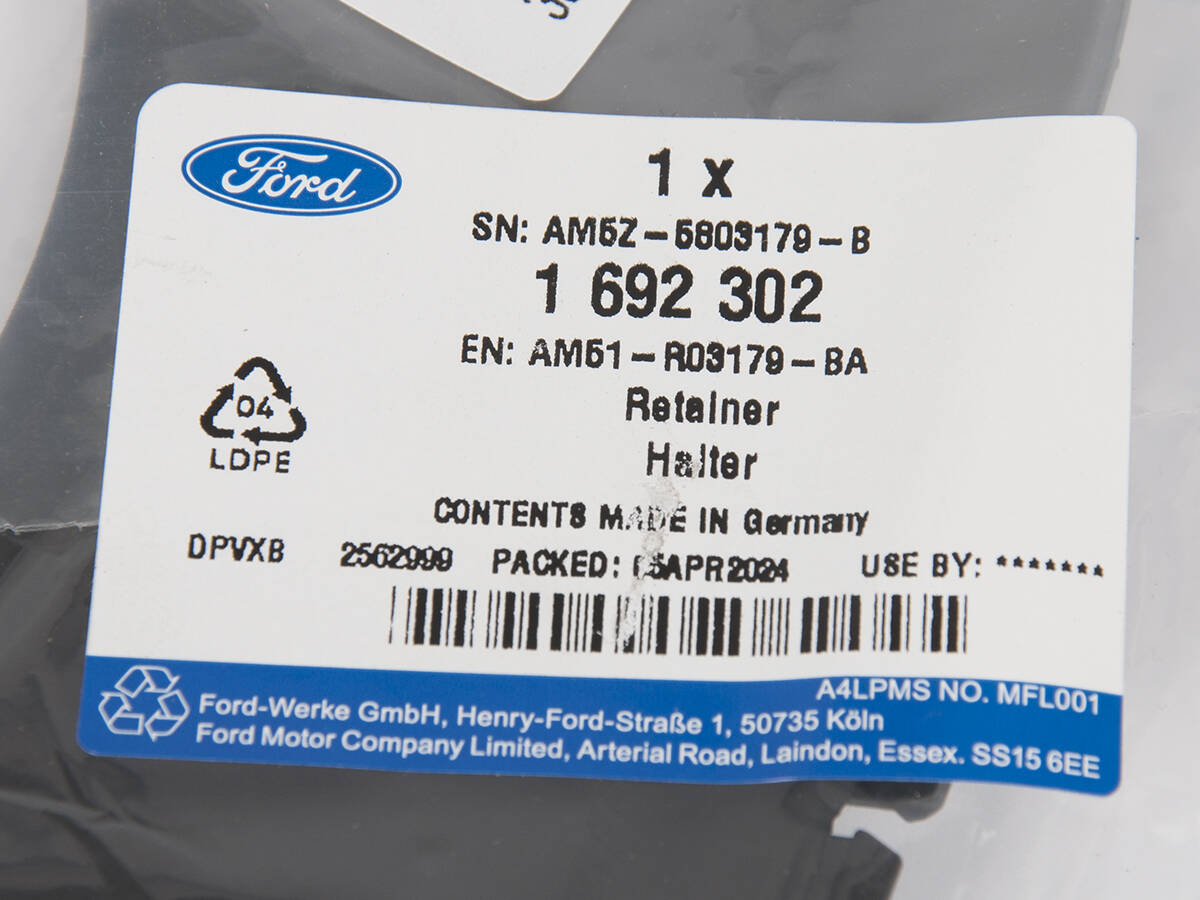 Ford
1 x
SN: AM5Z-5803179-B
1 692 302
EN: AM51-R03179-BA
Retainer
Halter
04
LDPE
CONTENTS MADE IN Germany
DPVXB 2562999 PACKED: 05APR2024 USE BY: *******
A4LPMS NO. MFL001
Ford-Werke GmbH, Henry-Ford-Straße 1, 50735 Köln
Ford Motor Company Limited, Arterial Road, Laindon, Essex. SS15 6EE